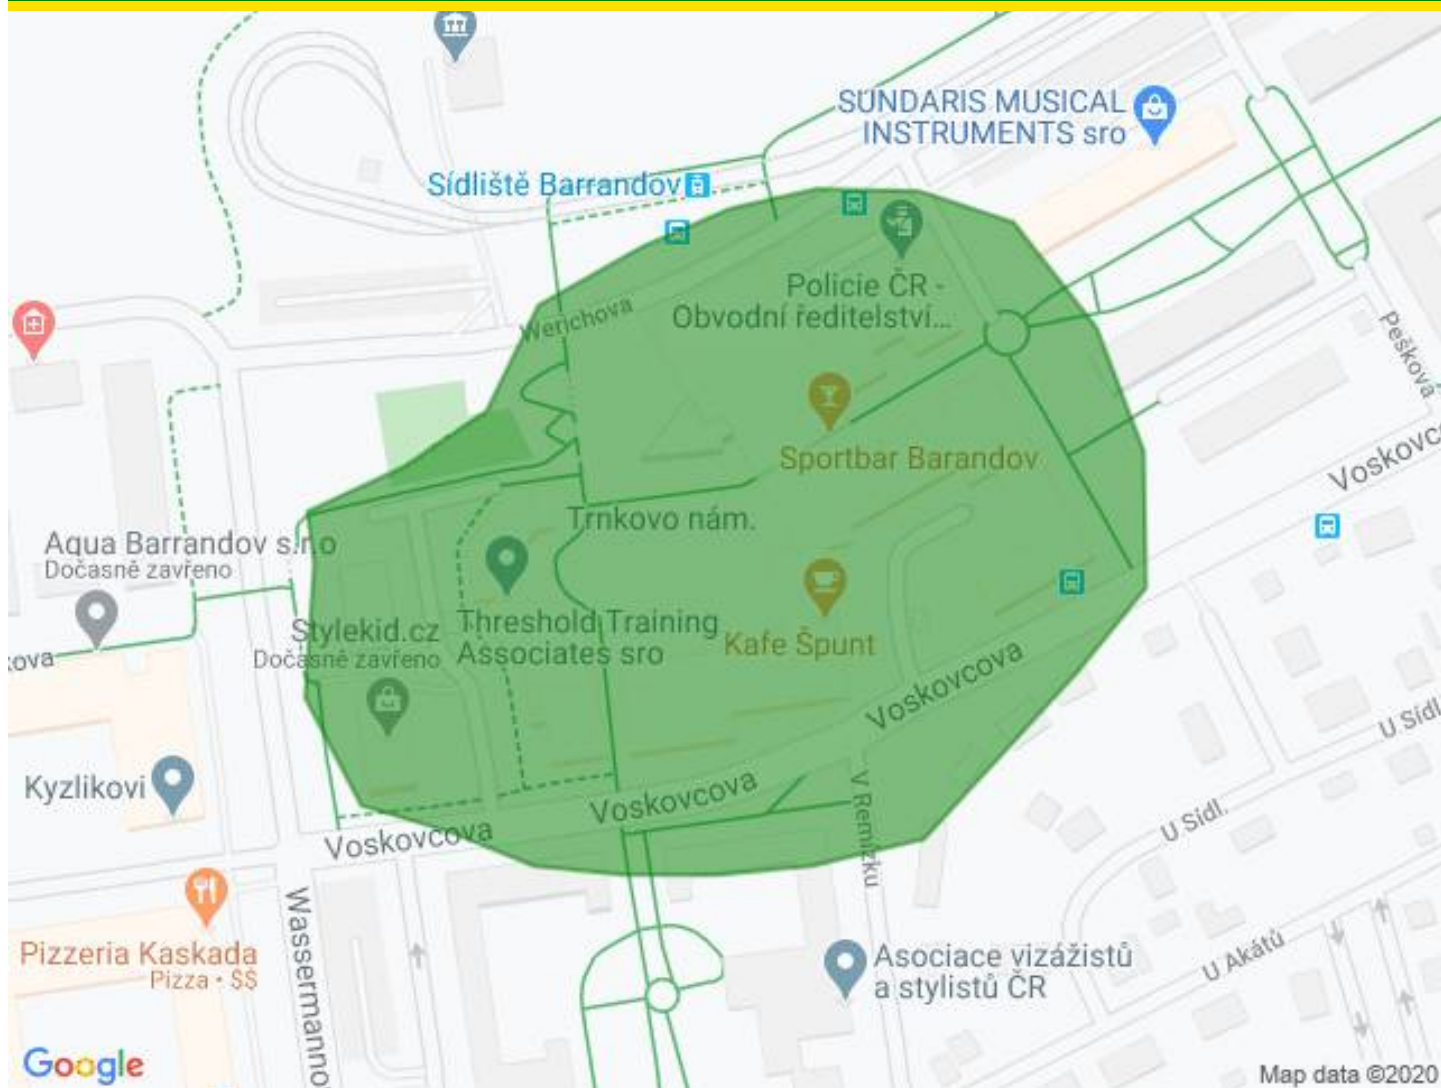 SUNDARIS MUSICAL
INSTRUMENTS sro
Sídliště Barrandov
Policie ČR -
Obvodní ředitelství...
Werichova
Pešková
Sportbar Barandov
Voskovc
Trnkovo nám.
Aqua Barrandov s.r.o
Dočasně zavřeno
Stylekid.cz
Dočasně zavřeno
Threshold Training
Associates sro
Kafe Špunt
kova
Voskovcova
U Sídl
Kyzlikovi
Voskovcova
V Remízku
U Sídl.
Voskovcova
Wassermanno
Pizzeria Kaskada
Pizza • $$
Asociace vizážistů
a stylistů ČR
U Akátů
Google
Map data ©2020